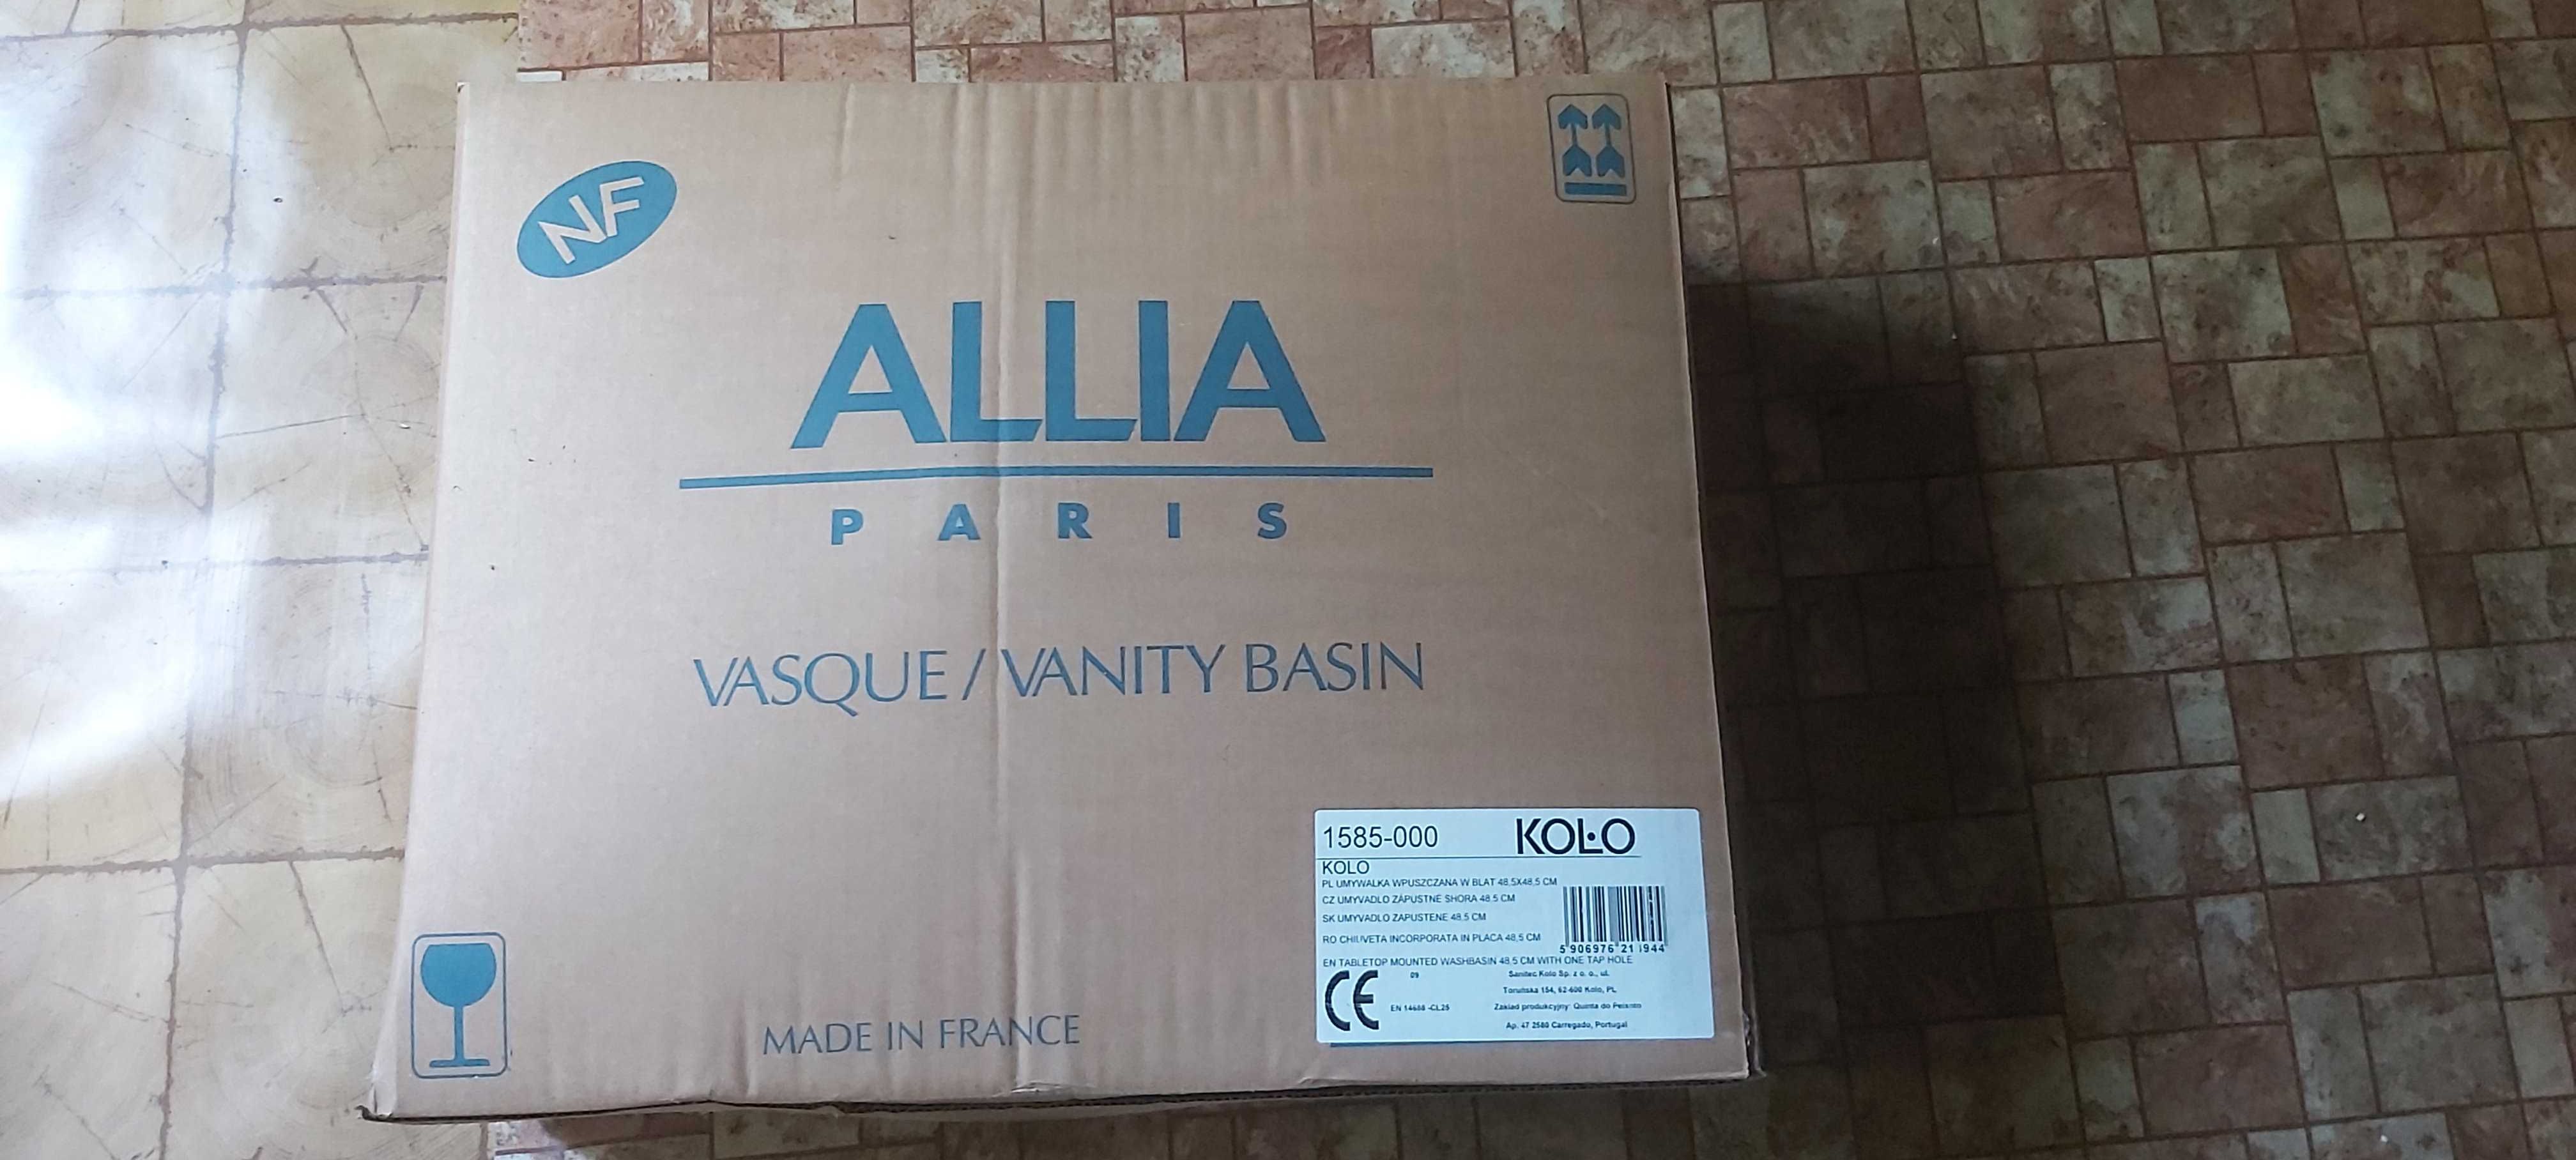 NF
ALLIA
PARIS
VASQUE / VANITY BASIN
MADE IN FRANCE
1585-000
KOŁO
KOLO
PL UMYWALKA WPUSZCZANA W BLAT 48,5X48,5 CM
CZ UMYVADLO ZAPUSTNE SHORA 48,5 CM
SK UMYVADLO ZAPUSTENE 48,5 CM
RO CHIUVETA INCORPORATA IN PLACA 48,5 CM
5 906976 21 1944
EN TABLETOP MOUNTED WASHBASIN 48,5 CM WITH ONE TAP HOLE
CE
09
EN 14688 -CL25
Sanitec Kolo Sp. z o. o., ul.
Toruńska 154, 62-600 Kolo, PL
Zaklad produkcyjny: Quinta do
Ap. 47 2580 Carregado, Portugal